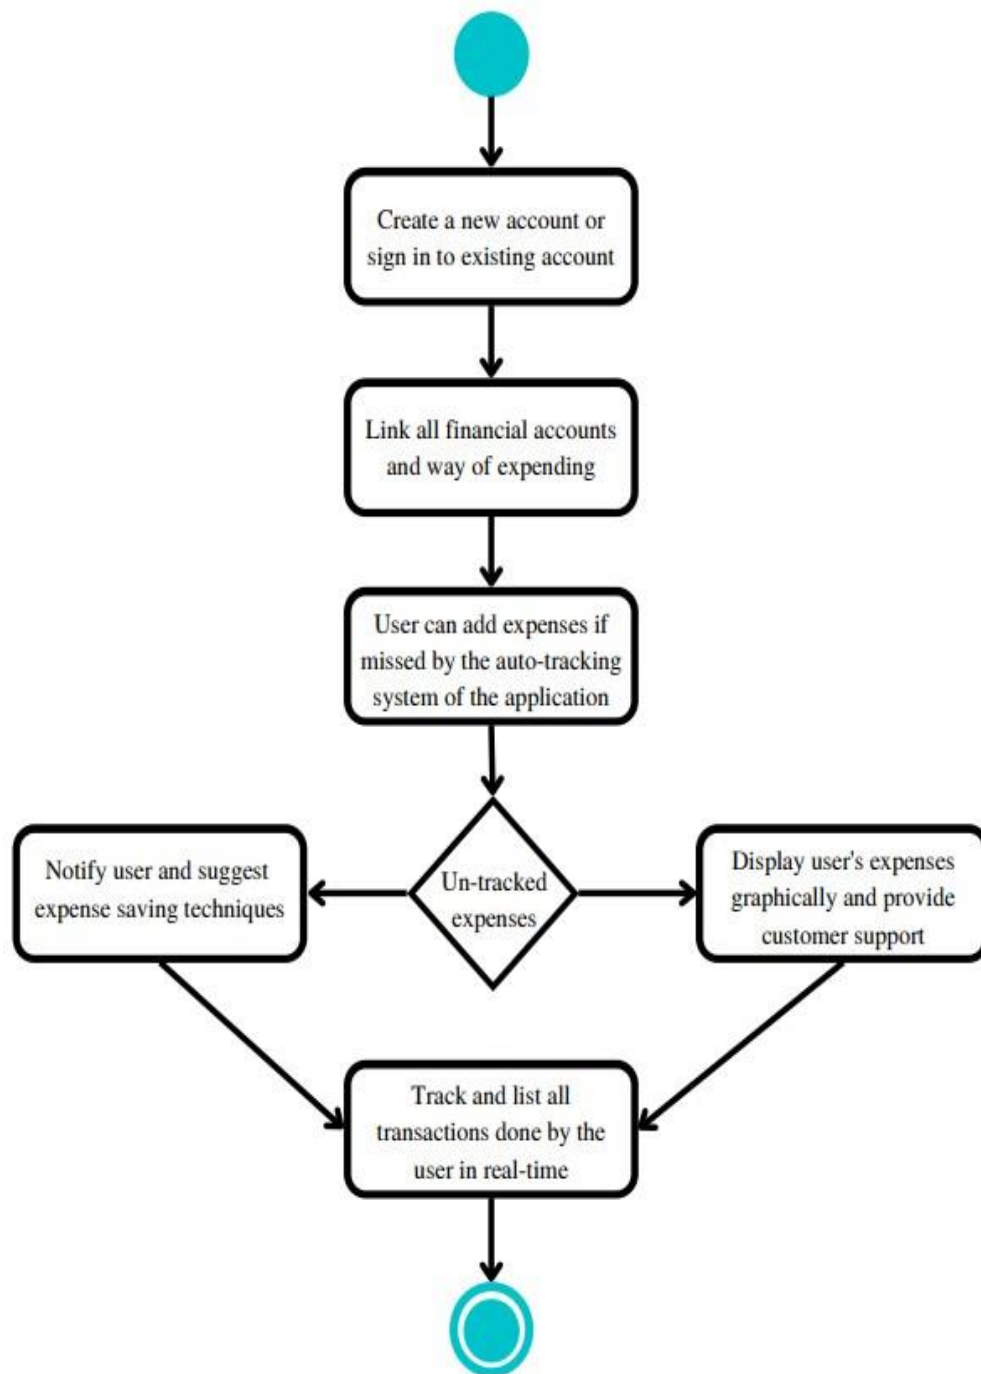 Create a new account or
sign in to existing account
Link all financial accounts
and way of expending
User can add expenses if
missed by the auto-tracking
system of the application
Un-tracked
expenses
Notify user and suggest
expense saving techniques
Display user's expenses
graphically and provide
customer support
Track and list all
transactions done by the
user in real-time